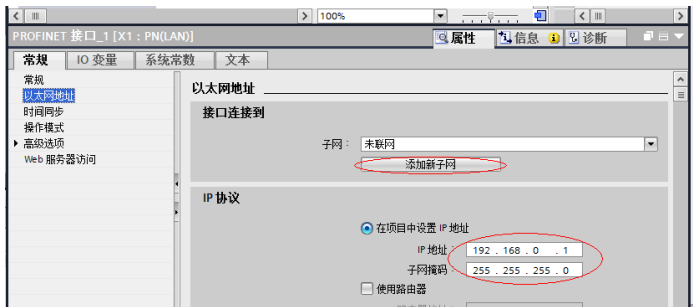 100%
PROFINET 接口_1 [X1 : PN(LAN)]
属性 信息 诊断
常规 IO 变量 系统常数 文本
常规
以太网地址
时间同步
操作模式
高级选项
Web 服务器访问
以太网地址
接口连接到
子网： 未联网
添加新子网
IP 协议
在项目中设置 IP 地址
IP 地址： 192 . 168 . 0 . 1
子网掩码： 255 . 255 . 255 . 0
使用路由器